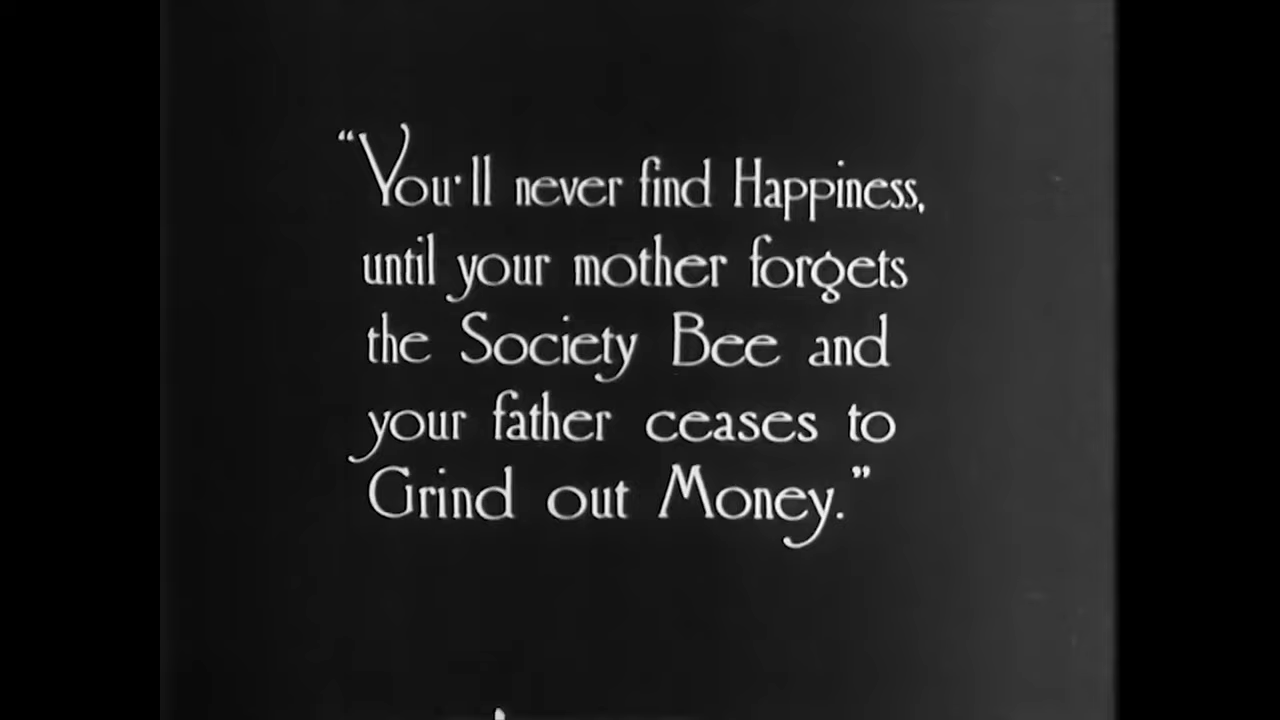 “You'll never find Happiness,
until your mother forgets
the Society Bee and
your father ceases to
Grind out Money.”